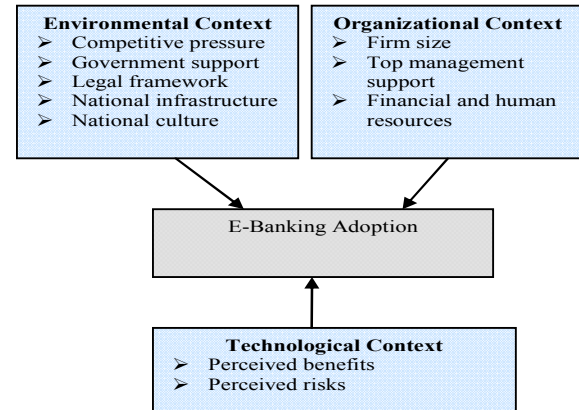 Environmental Context
➢ Competitive pressure
➢ Government support
➢ Legal framework
➢ National infrastructure
➢ National culture
Organizational Context
➢ Firm size
➢ Top management
support
➢ Financial and human
resources
E-Banking Adoption
Technological Context
➢ Perceived benefits
➢ Perceived risks